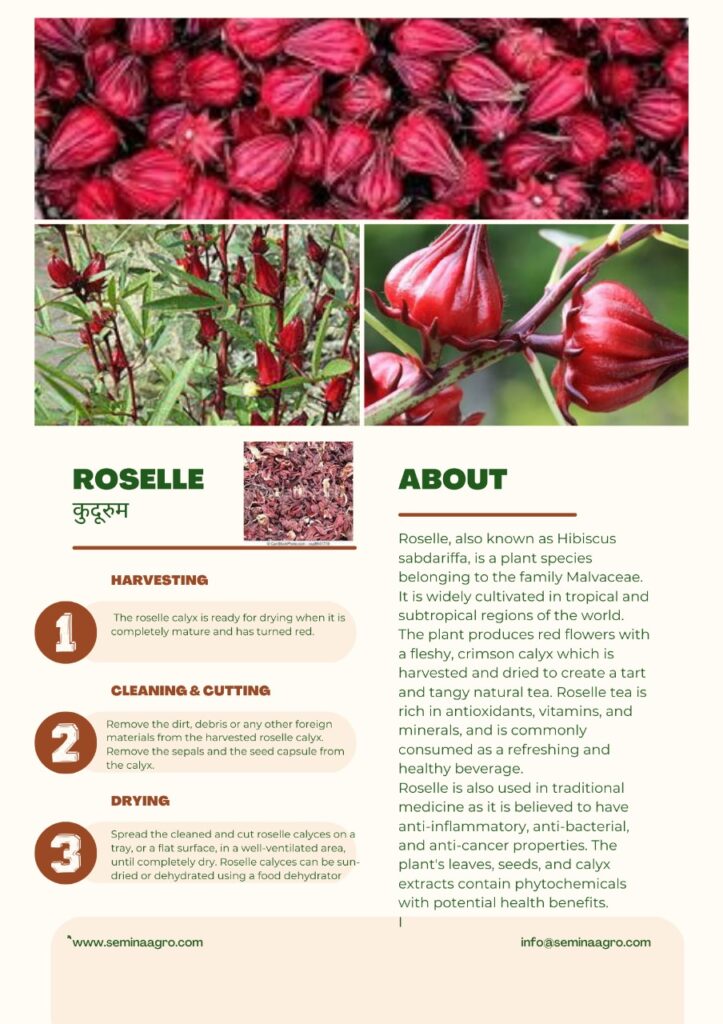 ROSELLE
कुदूरुम
HARVESTING
1
The roselle calyx is ready for drying when it is
completely mature and has turned red.
CLEANING & CUTTING
2
Remove the dirt, debris or any other foreign
materials from the harvested roselle calyx.
Remove the sepals and the seed capsule from
the calyx.
DRYING
3
Spread the cleaned and cut roselle calyces on a
tray, or a flat surface, in a well-ventilated area,
until completely dry. Roselle calyces can be sun-
dried or dehydrated using a food dehydrator
ABOUT
Roselle, also known as Hibiscus
sabdariffa, is a plant species
belonging to the family Malvaceae.
It is widely cultivated in tropical and
subtropical regions of the world.
The plant produces red flowers with
a fleshy, crimson calyx which is
harvested and dried to create a tart
and tangy natural tea. Roselle tea is
rich in antioxidants, vitamins, and
minerals, and is commonly
consumed as a refreshing and
healthy beverage.
Roselle is also used in traditional
medicine as it is believed to have
anti-inflammatory, anti-bacterial,
and anti-cancer properties. The
plant's leaves, seeds, and calyx
extracts contain phytochemicals
with potential health benefits.
l
www.seminaagro.com
info@seminaagro.com